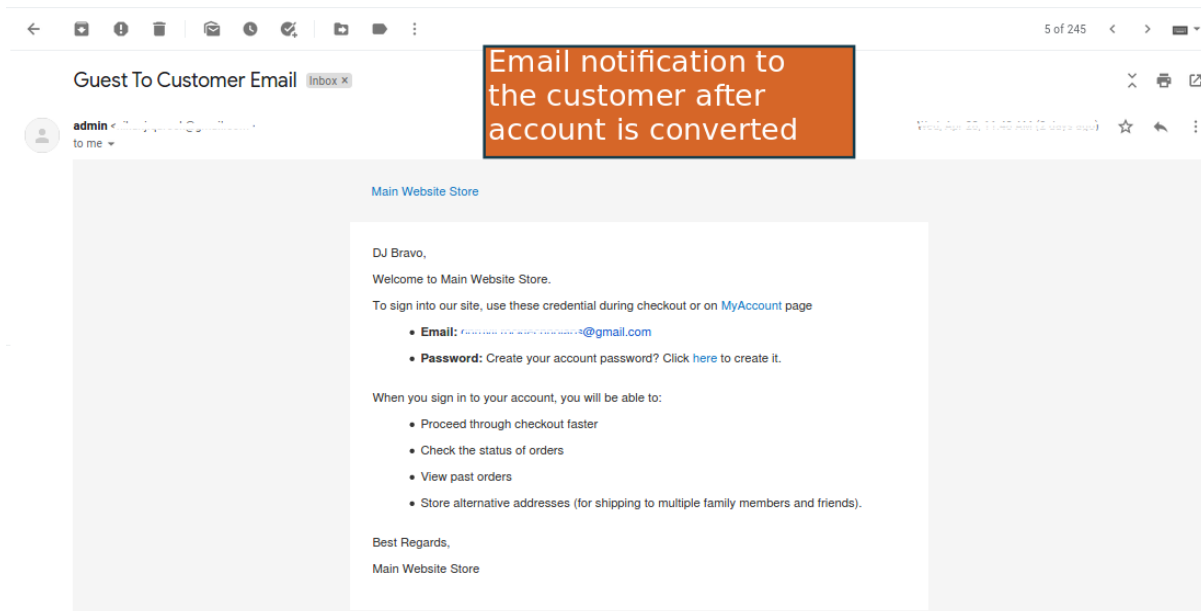 5 of 245
Email notification to
the customer after
account is converted
Guest To Customer Email Inbox ×
admin <
to me
Main Website Store
DJ Bravo,
Welcome to Main Website Store.
To sign into our site, use these credential during checkout or on MyAccount page
• Email: @gmail.com
• Password: Create your account password? Click here to create it.
When you sign in to your account, you will be able to:
• Proceed through checkout faster
• Check the status of orders
• View past orders
• Store alternative addresses (for shipping to multiple family members and friends).
Best Regards,
Main Website Store